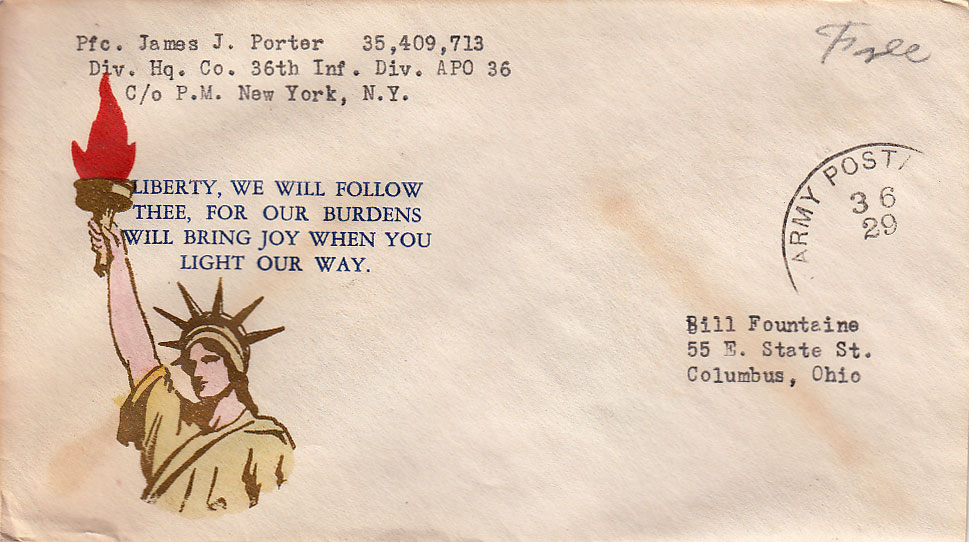 Pfc. James J. Porter 35,409,713
Div. Hq. Co. 36th Inf. Div. APO 36
C/o P.M. New York, N.Y.
Free
LIBERTY, WE WILL FOLLOW
THEE, FOR OUR BURDENS
WILL BRING JOY WHEN YOU
LIGHT OUR WAY.
ARMY POSTA
36
29
Bill Fountaine
55 E. State St.
Columbus, Ohio